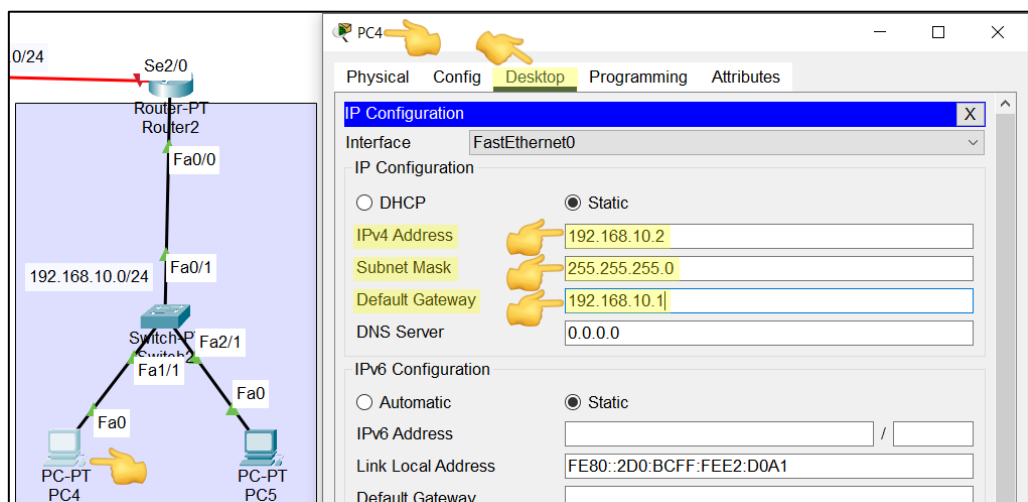 0/24
Se2/0
Router-PT
Router2
Fa0/0
192.168.10.0/24
Fa0/1
Switch-P
Fa2/1
Switch2
Fa1/1
Fa0
Fa0
PC-PT
PC4
PC-PT
PC5
PC4
Physical Config Desktop Programming Attributes
IP Configuration X
Interface FastEthernet0
IP Configuration
DHCP Static
IPv4 Address 192.168.10.2
Subnet Mask 255.255.255.0
Default Gateway 192.168.10.1
DNS Server 0.0.0.0
IPv6 Configuration
Automatic Static
IPv6 Address /
Link Local Address FE80::2D0:BCFF:FEE2:D0A1
Default Gateway